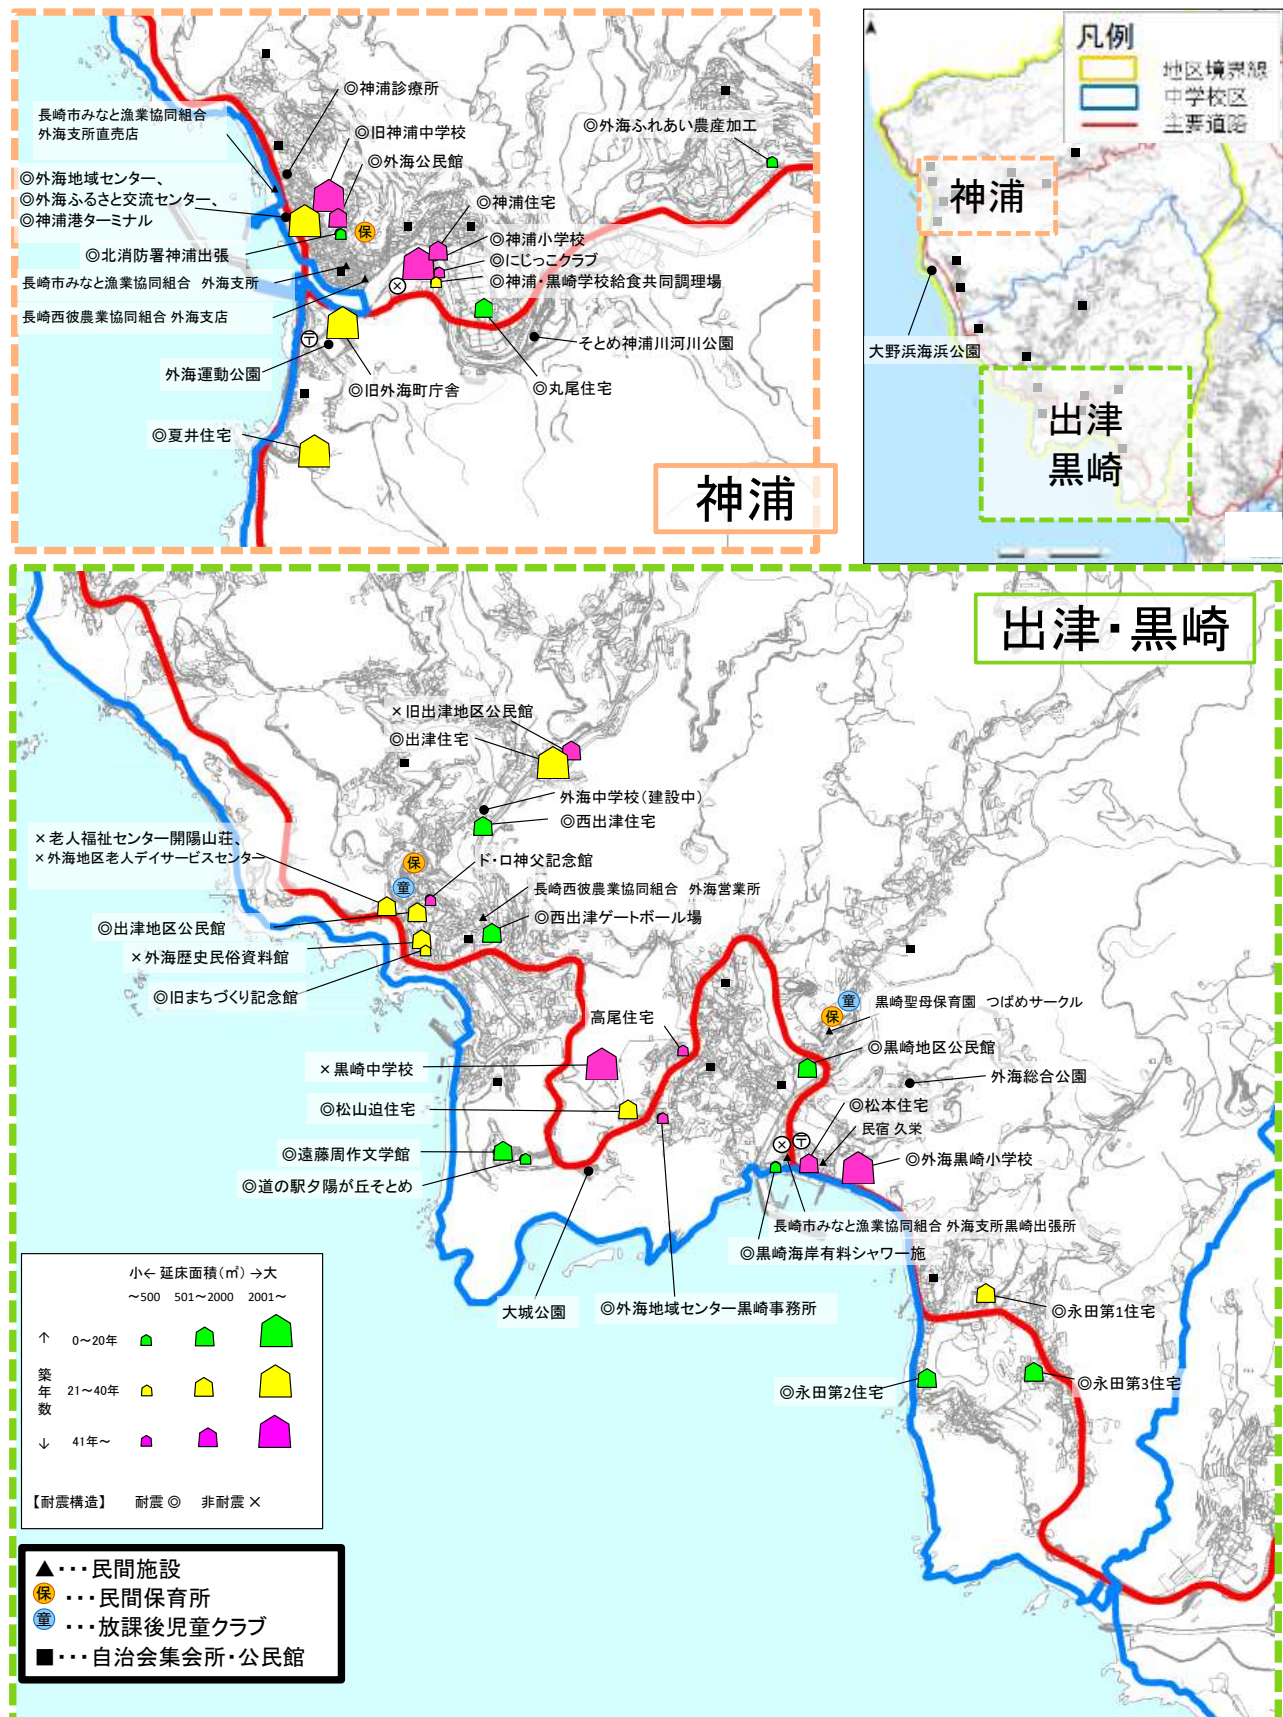 ◎神浦診療所
長崎市みなと漁業協同組合
外海支所直売店
◎旧神浦中学校
◎外海公民館
◎外海ふれあい農産加工
◎外海地域センター、
◎外海ふるさと交流センター、
◎神浦港ターミナル
保
◎神浦住宅
◎神浦小学校
◎にじっこクラブ
◎神浦・黒崎学校給食共同調理場
◎北消防署神浦出張
長崎市みなと漁業協同組合 外海支所
長崎西彼農業協同組合 外海支店
外海運動公園
◎旧外海町庁舎
◎丸尾住宅
そとめ神浦川河川公園
◎夏井住宅
神浦
凡例
地区境界線
中学校区
主要道路
神浦
大野浜海浜公園
出津
黒崎
出津・黒崎
×旧出津地区公民館
◎出津住宅
外海中学校(建設中)
◎西出津住宅
×老人福祉センター開陽山荘、
×外海地区老人デイサービスセンター
保
童
ド・ロ神父記念館
長崎西彼農業協同組合 外海営業所
◎西出津ゲートボール場
◎出津地区公民館
×外海歴史民俗資料館
◎旧まちづくり記念館
高尾住宅
童
保
黒崎聖母保育園 つばめサークル
◎黒崎地区公民館
外海総合公園
×黒崎中学校
◎松山迫住宅
◎松本住宅
民宿 久栄
◎外海黒崎小学校
◎遠藤周作文学館
◎道の駅夕陽が丘そとめ
長崎市みなと漁業協同組合 外海支所黒崎出張所
◎黒崎海岸有料シャワー施
大城公園
◎外海地域センター黒崎事務所
◎永田第1住宅
◎永田第2住宅
◎永田第3住宅
小← 延床面積(㎡) →大
～500 501～2000 2001～
↑
築年数
↓
0～20年
21～40年
41年～
【耐震構造】 耐震 ◎ 非耐震 ×
▲・・・民間施設
保・・・民間保育所
童・・・放課後児童クラブ
■・・・自治会集会所・公民館